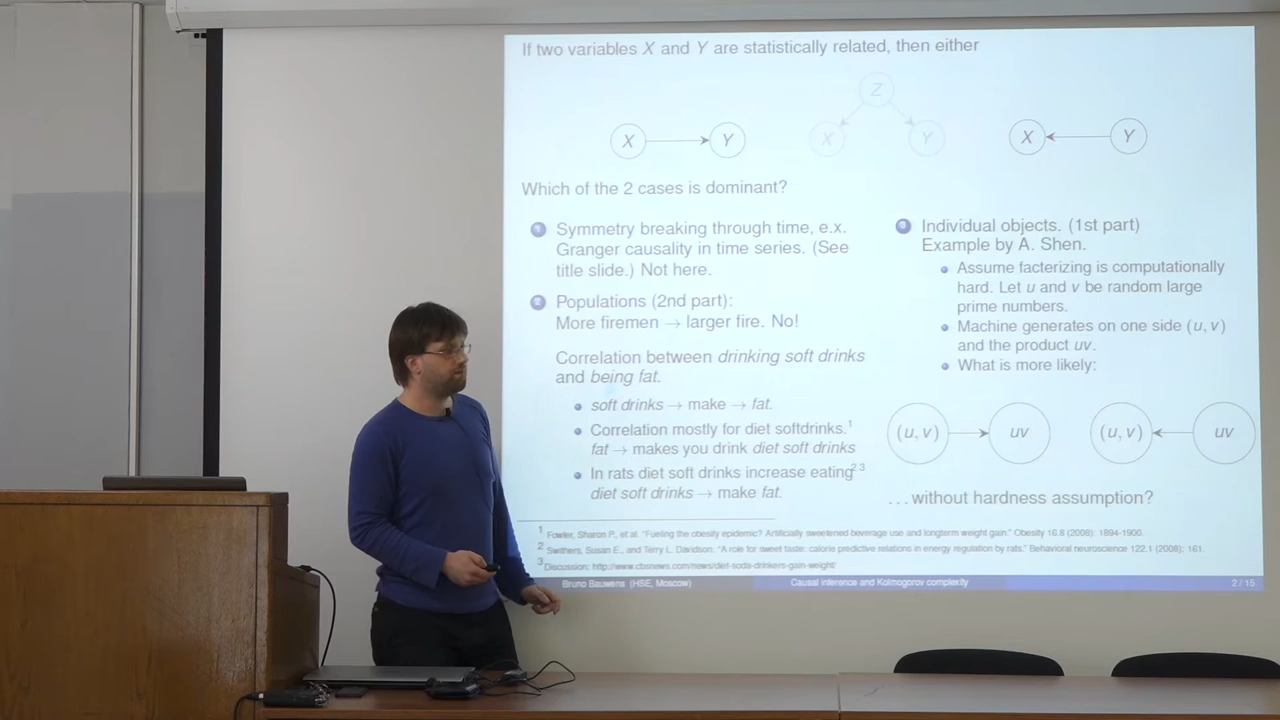 If two variables X and Y are statistically related, then either
Z
X → Y
X Y
X ← Y
Which of the 2 cases is dominant?
1 Symmetry breaking through time, e.x.
Granger causality in time series. (See
title slide.) Not here.
2 Populations (2nd part):
More firemen → larger fire. No!
Correlation between drinking soft drinks
and being fat.
soft drinks → make → fat.
Correlation mostly for diet softdrinks.1
fat → makes you drink diet soft drinks
In rats diet soft drinks increase eating2 3
diet soft drinks → make fat.
3 Individual objects. (1st part)
Example by A. Shen.
Assume facterizing is computationally
hard. Let u and v be random large
prime numbers.
Machine generates on one side (u, v)
and the product uv.
What is more likely:
(u, v) → uv
(u, v) ← uv
...without hardness assumption?
1 Fowler, Sharon P., et al. "Fueling the obesity epidemic? Artificially sweetened beverage use and longterm weight gain." Obesity 16.8 (2008): 1894-1900.
2 Swithers, Susan E., and Terry L. Davidson. "A role for sweet taste: calorie predictive relations in energy regulation by rats." Behavioral neuroscience 122.1 (2008): 161.
3 Discussion: http://www.cbsnews.com/news/diet-soda-drinkers-gain-weight/
Bruno Bauwens (HSE, Moscow) Causal inference and Kolmogorov complexity 2 / 15